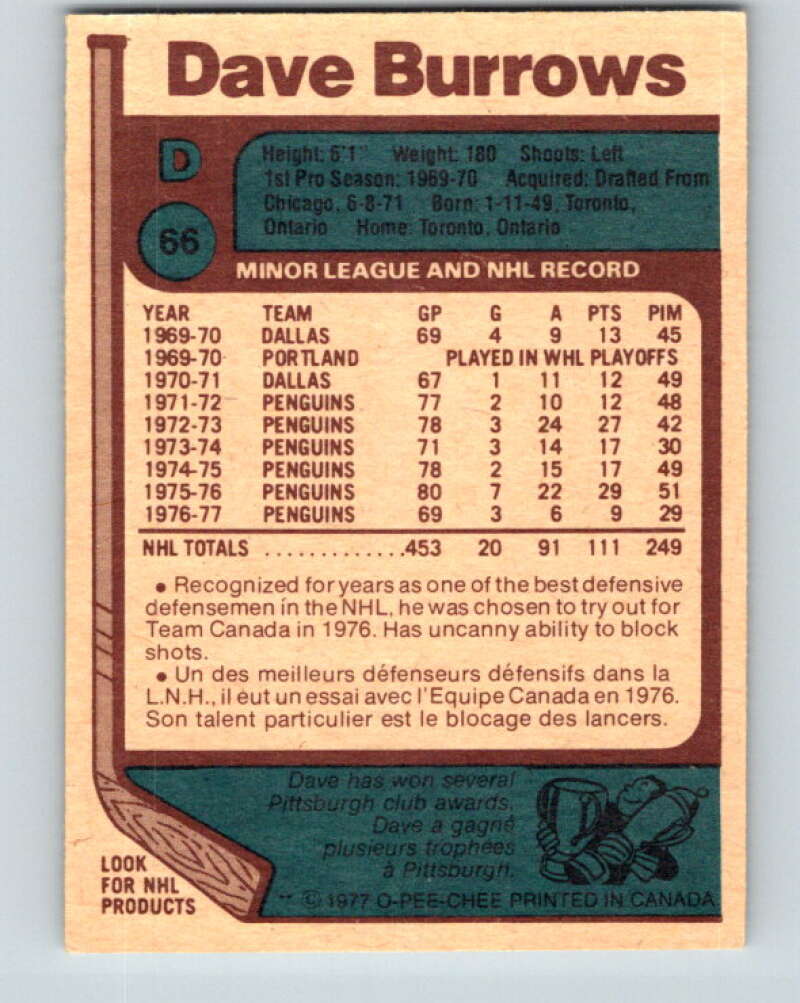 Dave Burrows
D
66
Height: 6'1" Weight: 180 Shoots: Left
1st Pro Season: 1969-70 Acquired: Drafted From
Chicago, 6-8-71 Born: 1-11-49, Toronto,
Ontario Home: Toronto, Ontario
MINOR LEAGUE AND NHL RECORD
YEAR TEAM GP G A PTS PIM
1969-70 DALLAS 69 4 9 13 45
1969-70 PORTLAND PLAYED IN WHL PLAYOFFS
1970-71 DALLAS 67 1 11 12 49
1971-72 PENGUINS 77 2 10 12 48
1972-73 PENGUINS 78 3 24 27 42
1973-74 PENGUINS 71 3 14 17 30
1974-75 PENGUINS 78 2 15 17 49
1975-76 PENGUINS 80 7 22 29 51
1976-77 PENGUINS 69 3 6 9 29
NHL TOTALS .............453 20 91 111 249
• Recognized for years as one of the best defensive
defensemen in the NHL, he was chosen to try out for
Team Canada in 1976. Has uncanny ability to block
shots.
• Un des meilleurs défenseurs défensifs dans la
L.N.H., il eut un essai avec l'Equipe Canada en 1976.
Son talent particulier est le blocage des lancers.
Dave has won several
Pittsburgh club awards.
Dave a gagné
plusieurs trophées
à Pittsburgh.
LOOK
FOR NHL
PRODUCTS
** © 1977 O-PEE-CHEE PRINTED IN CANADA